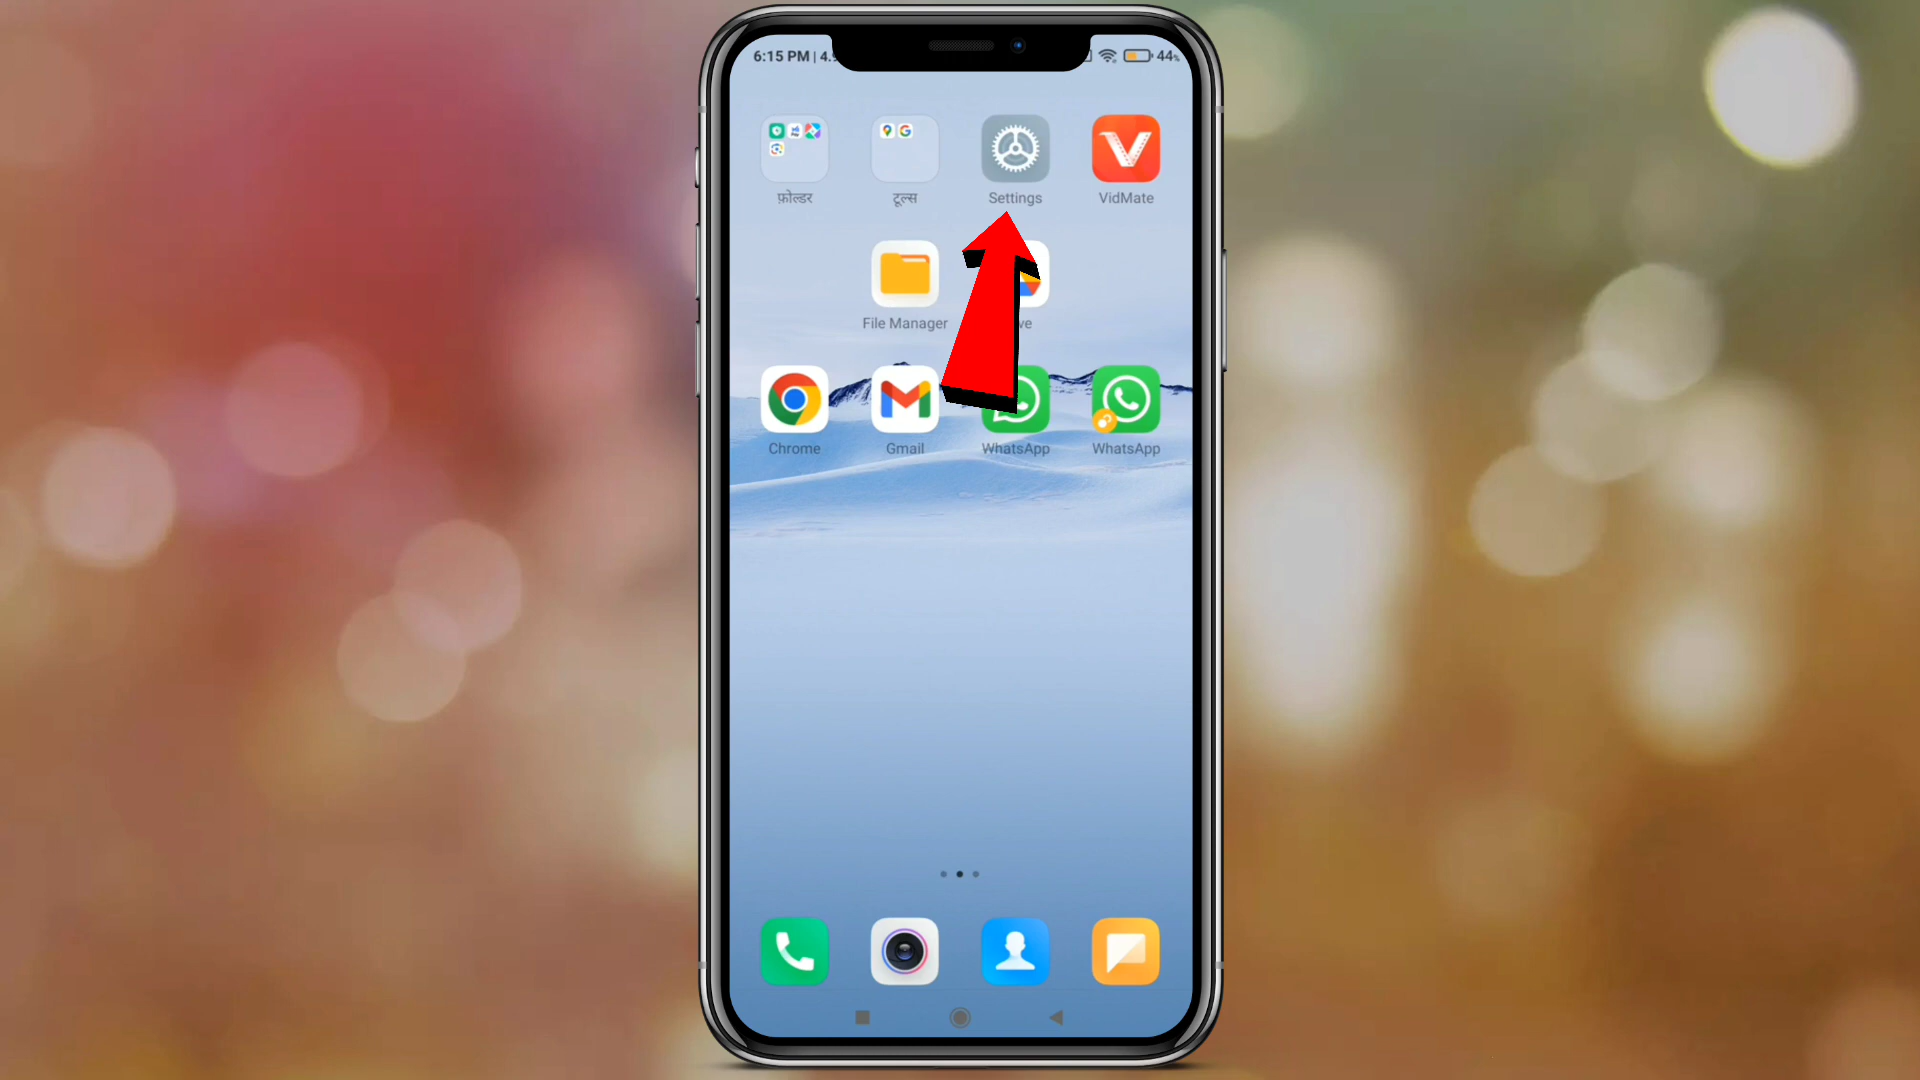 6:15 PM | 4.
44%
फ़ोल्डर
टूल्स
Settings
VidMate
File Manager
Chrome
Gmail
WhatsApp
WhatsApp